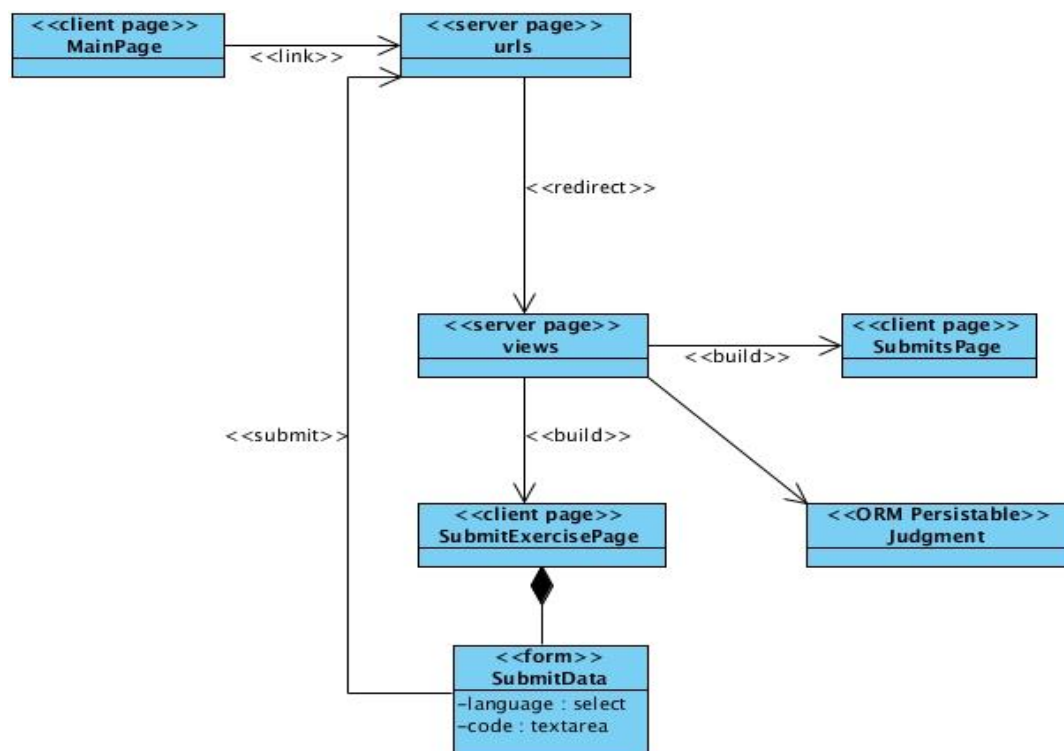 <<client page>>
MainPage
<<link>>
<<server page>>
urls
<<redirect>>
<<server page>>
views
<<build>>
<<client page>>
SubmitsPage
<<submit>>
<<build>>
<<client page>>
SubmitExercisePage
<<ORM Persistable>>
Judgment
<<form>>
SubmitData
-language : select
-code : textarea